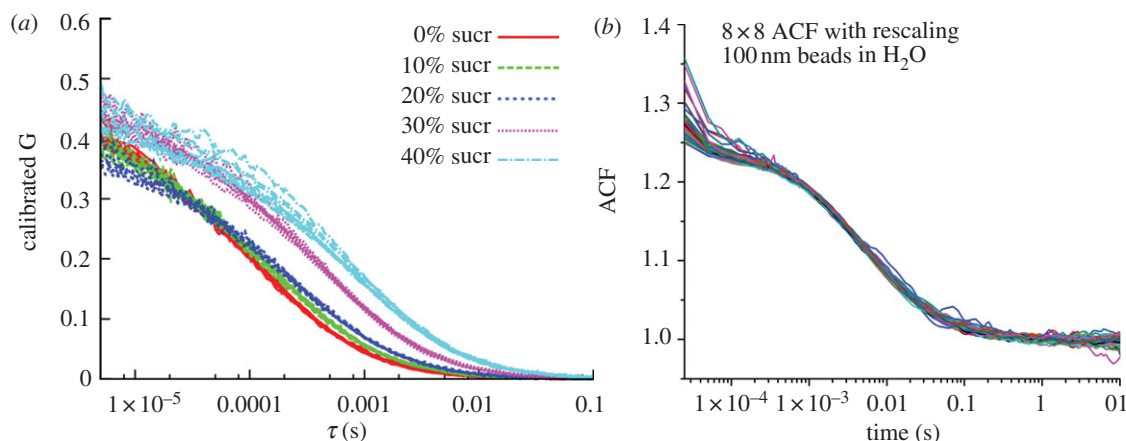 (a)
0.6
0.5
0.4
0.3
0.2
0.1
0
calibrated G
0% sucr
10% sucr
20% sucr
30% sucr
40% sucr
1 × 10⁻⁵
0.0001
0.001
0.01
0.1
τ (s)
(b)
8 × 8 ACF with rescaling
100 nm beads in H₂O
1.4
1.3
1.2
1.1
1.0
ACF
1 × 10⁻⁴
1 × 10⁻³
0.01
0.1
1
01
time (s)